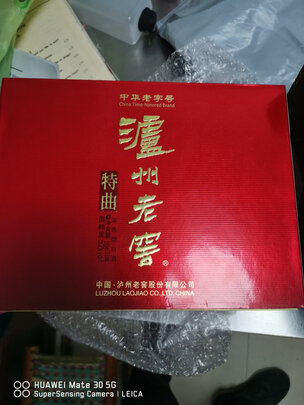 中华老字号
China Time-honored Brand
泸州老窖
®
特曲
中国·泸州老窖股份有限公司
LUZHOU LAOJIAO CO.,LTD.CHINA
HUAWEI Mate 30 5G
SuperSensing Camera | LEICA